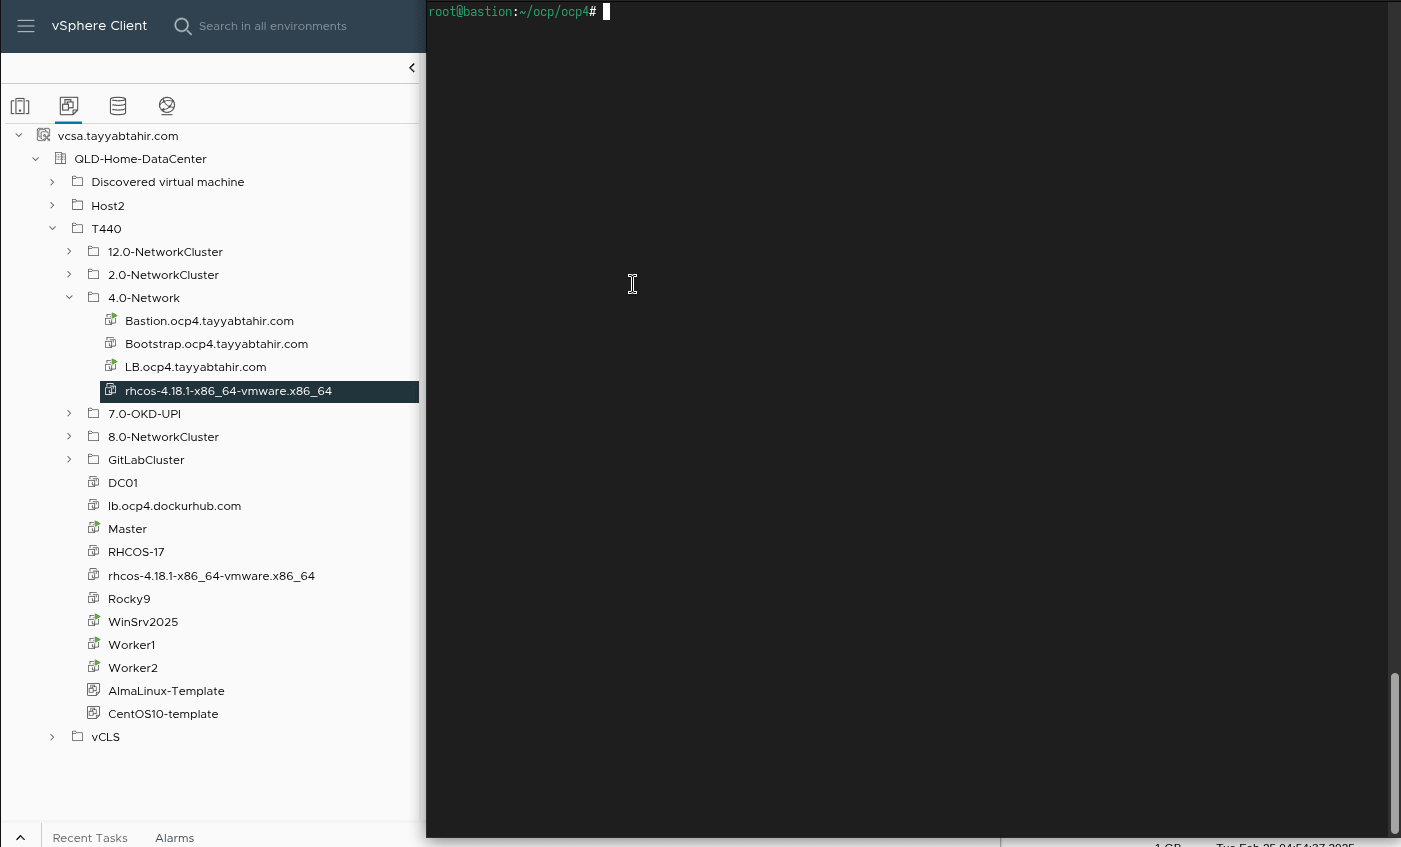 vSphere Client
Search in all environments
root@bastion:~/ocp/ocp4#
vcsa.tayyabtahir.com
QLD-Home-DataCenter
Discovered virtual machine
Host2
T440
12.0-NetworkCluster
2.0-NetworkCluster
4.0-Network
Bastion.ocp4.tayyabtahir.com
Bootstrap.ocp4.tayyabtahir.com
LB.ocp4.tayyabtahir.com
rhcos-4.18.1-x86_64-vmware.x86_64
7.0-OKD-UPI
8.0-NetworkCluster
GitLabCluster
DC01
lb.ocp4.dockurhub.com
Master
RHCOS-17
rhcos-4.18.1-x86_64-vmware.x86_64
Rocky9
WinSrv2025
Worker1
Worker2
AlmaLinux-Template
CentOS10-template
vCLS
Recent Tasks
Alarms